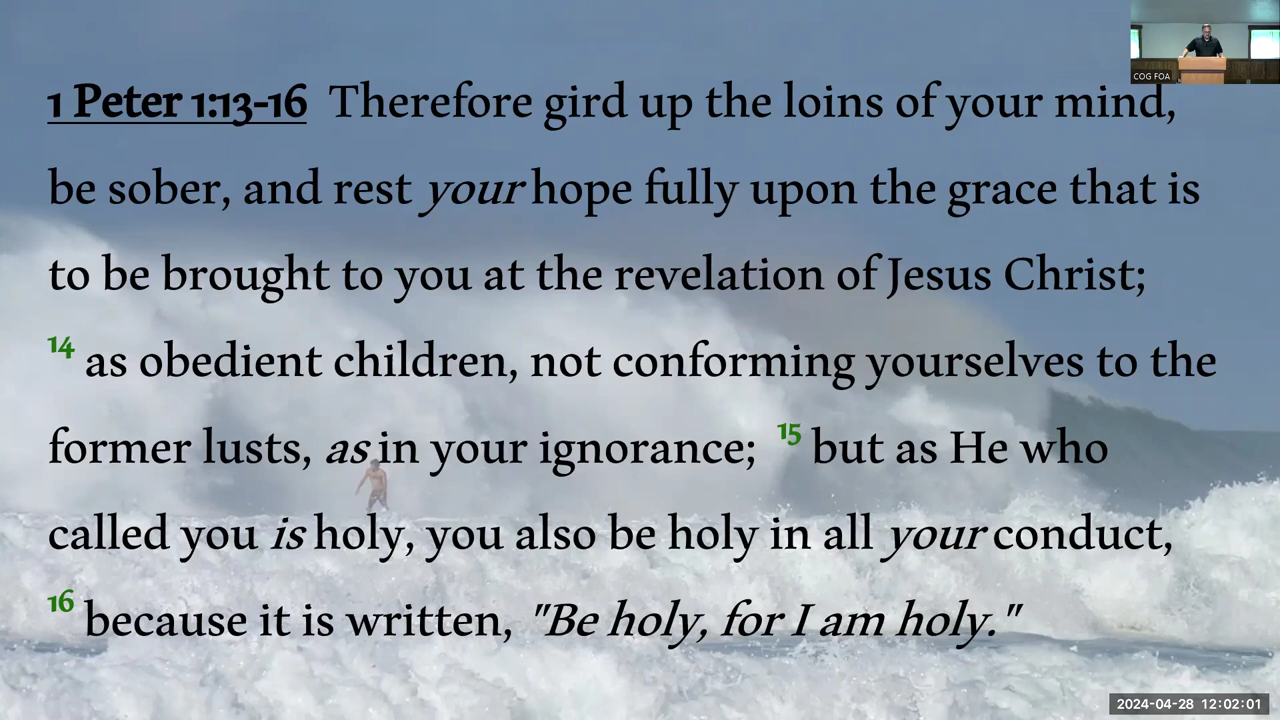 COG FOA
1 Peter 1:13-16 Therefore gird up the loins of your mind,
be sober, and rest your hope fully upon the grace that is
to be brought to you at the revelation of Jesus Christ;
14 as obedient children, not conforming yourselves to the
former lusts, as in your ignorance; 15 but as He who
called you is holy, you also be holy in all your conduct,
16 because it is written, "Be holy, for I am holy."
2024-04-28 12:02:01